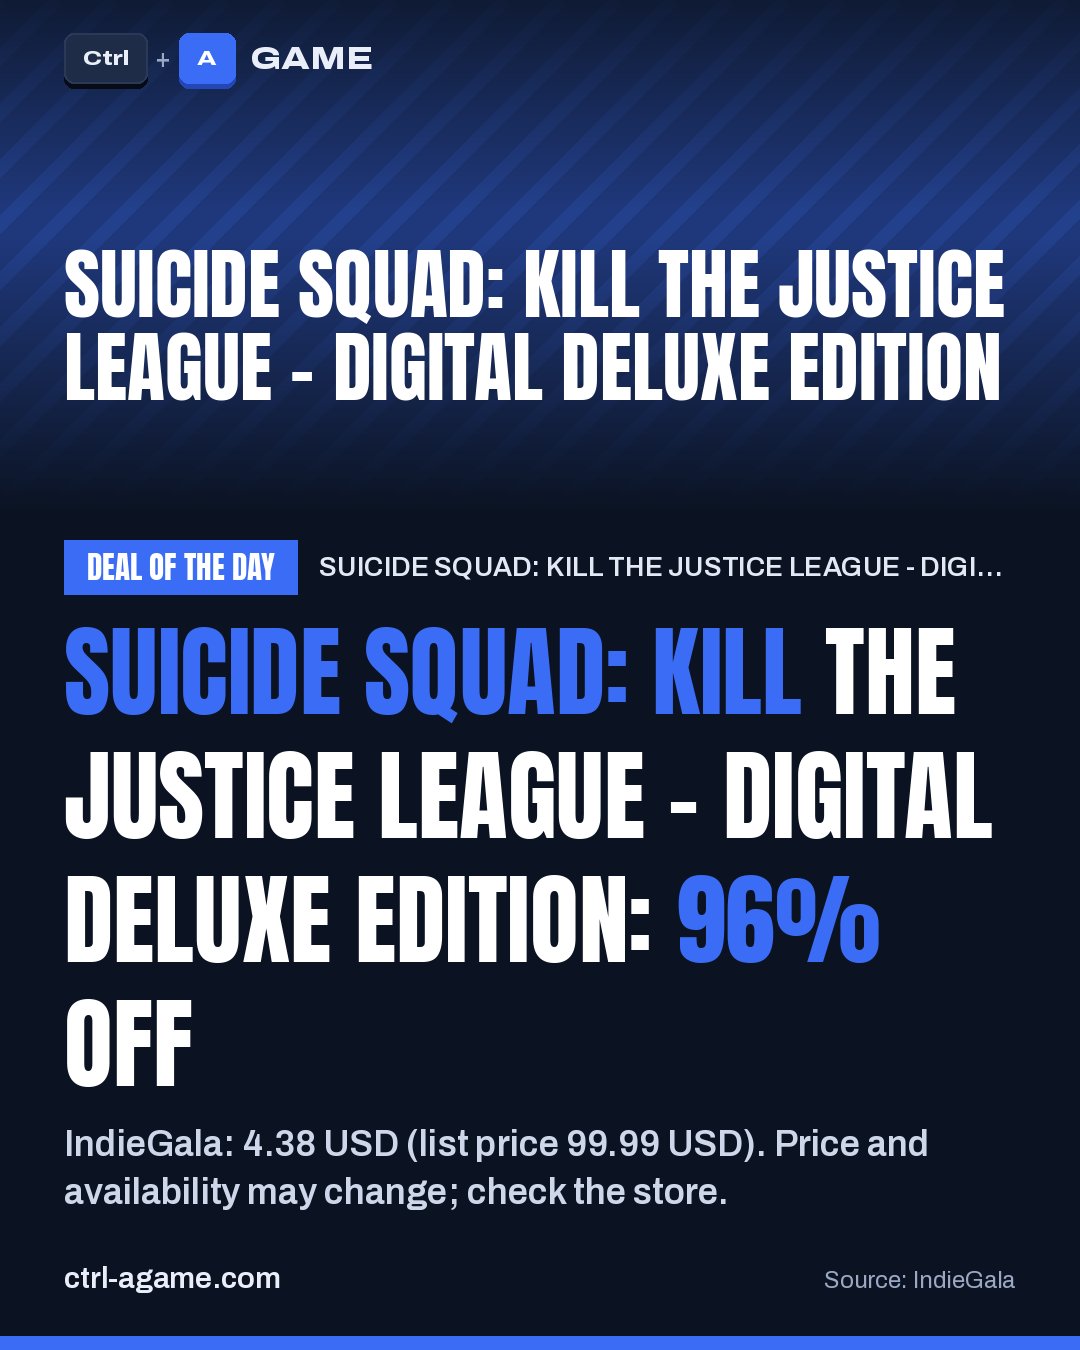 Ctrl + A GAME
SUICIDE SQUAD: KILL THE JUSTICE
LEAGUE - DIGITAL DELUXE EDITION
DEAL OF THE DAY SUICIDE SQUAD: KILL THE JUSTICE LEAGUE - DIGI...
SUICIDE SQUAD: KILL THE
JUSTICE LEAGUE - DIGITAL
DELUXE EDITION: 96%
OFF
IndieGala: 4.38 USD (list price 99.99 USD). Price and
availability may change; check the store.
ctrl-agame.com
Source: IndieGala